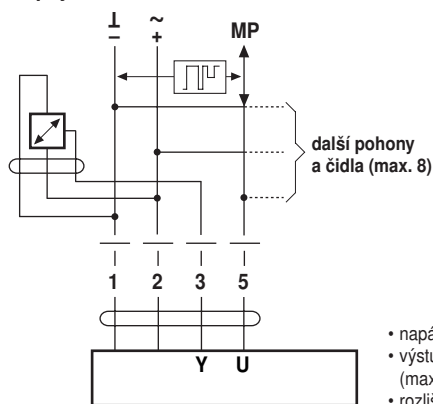 ⊥ ~ MP
− +
další pohony
a čidla (max. 8)
1 2 3 5
Y U
• napá
• výstu
(max
• rozliš